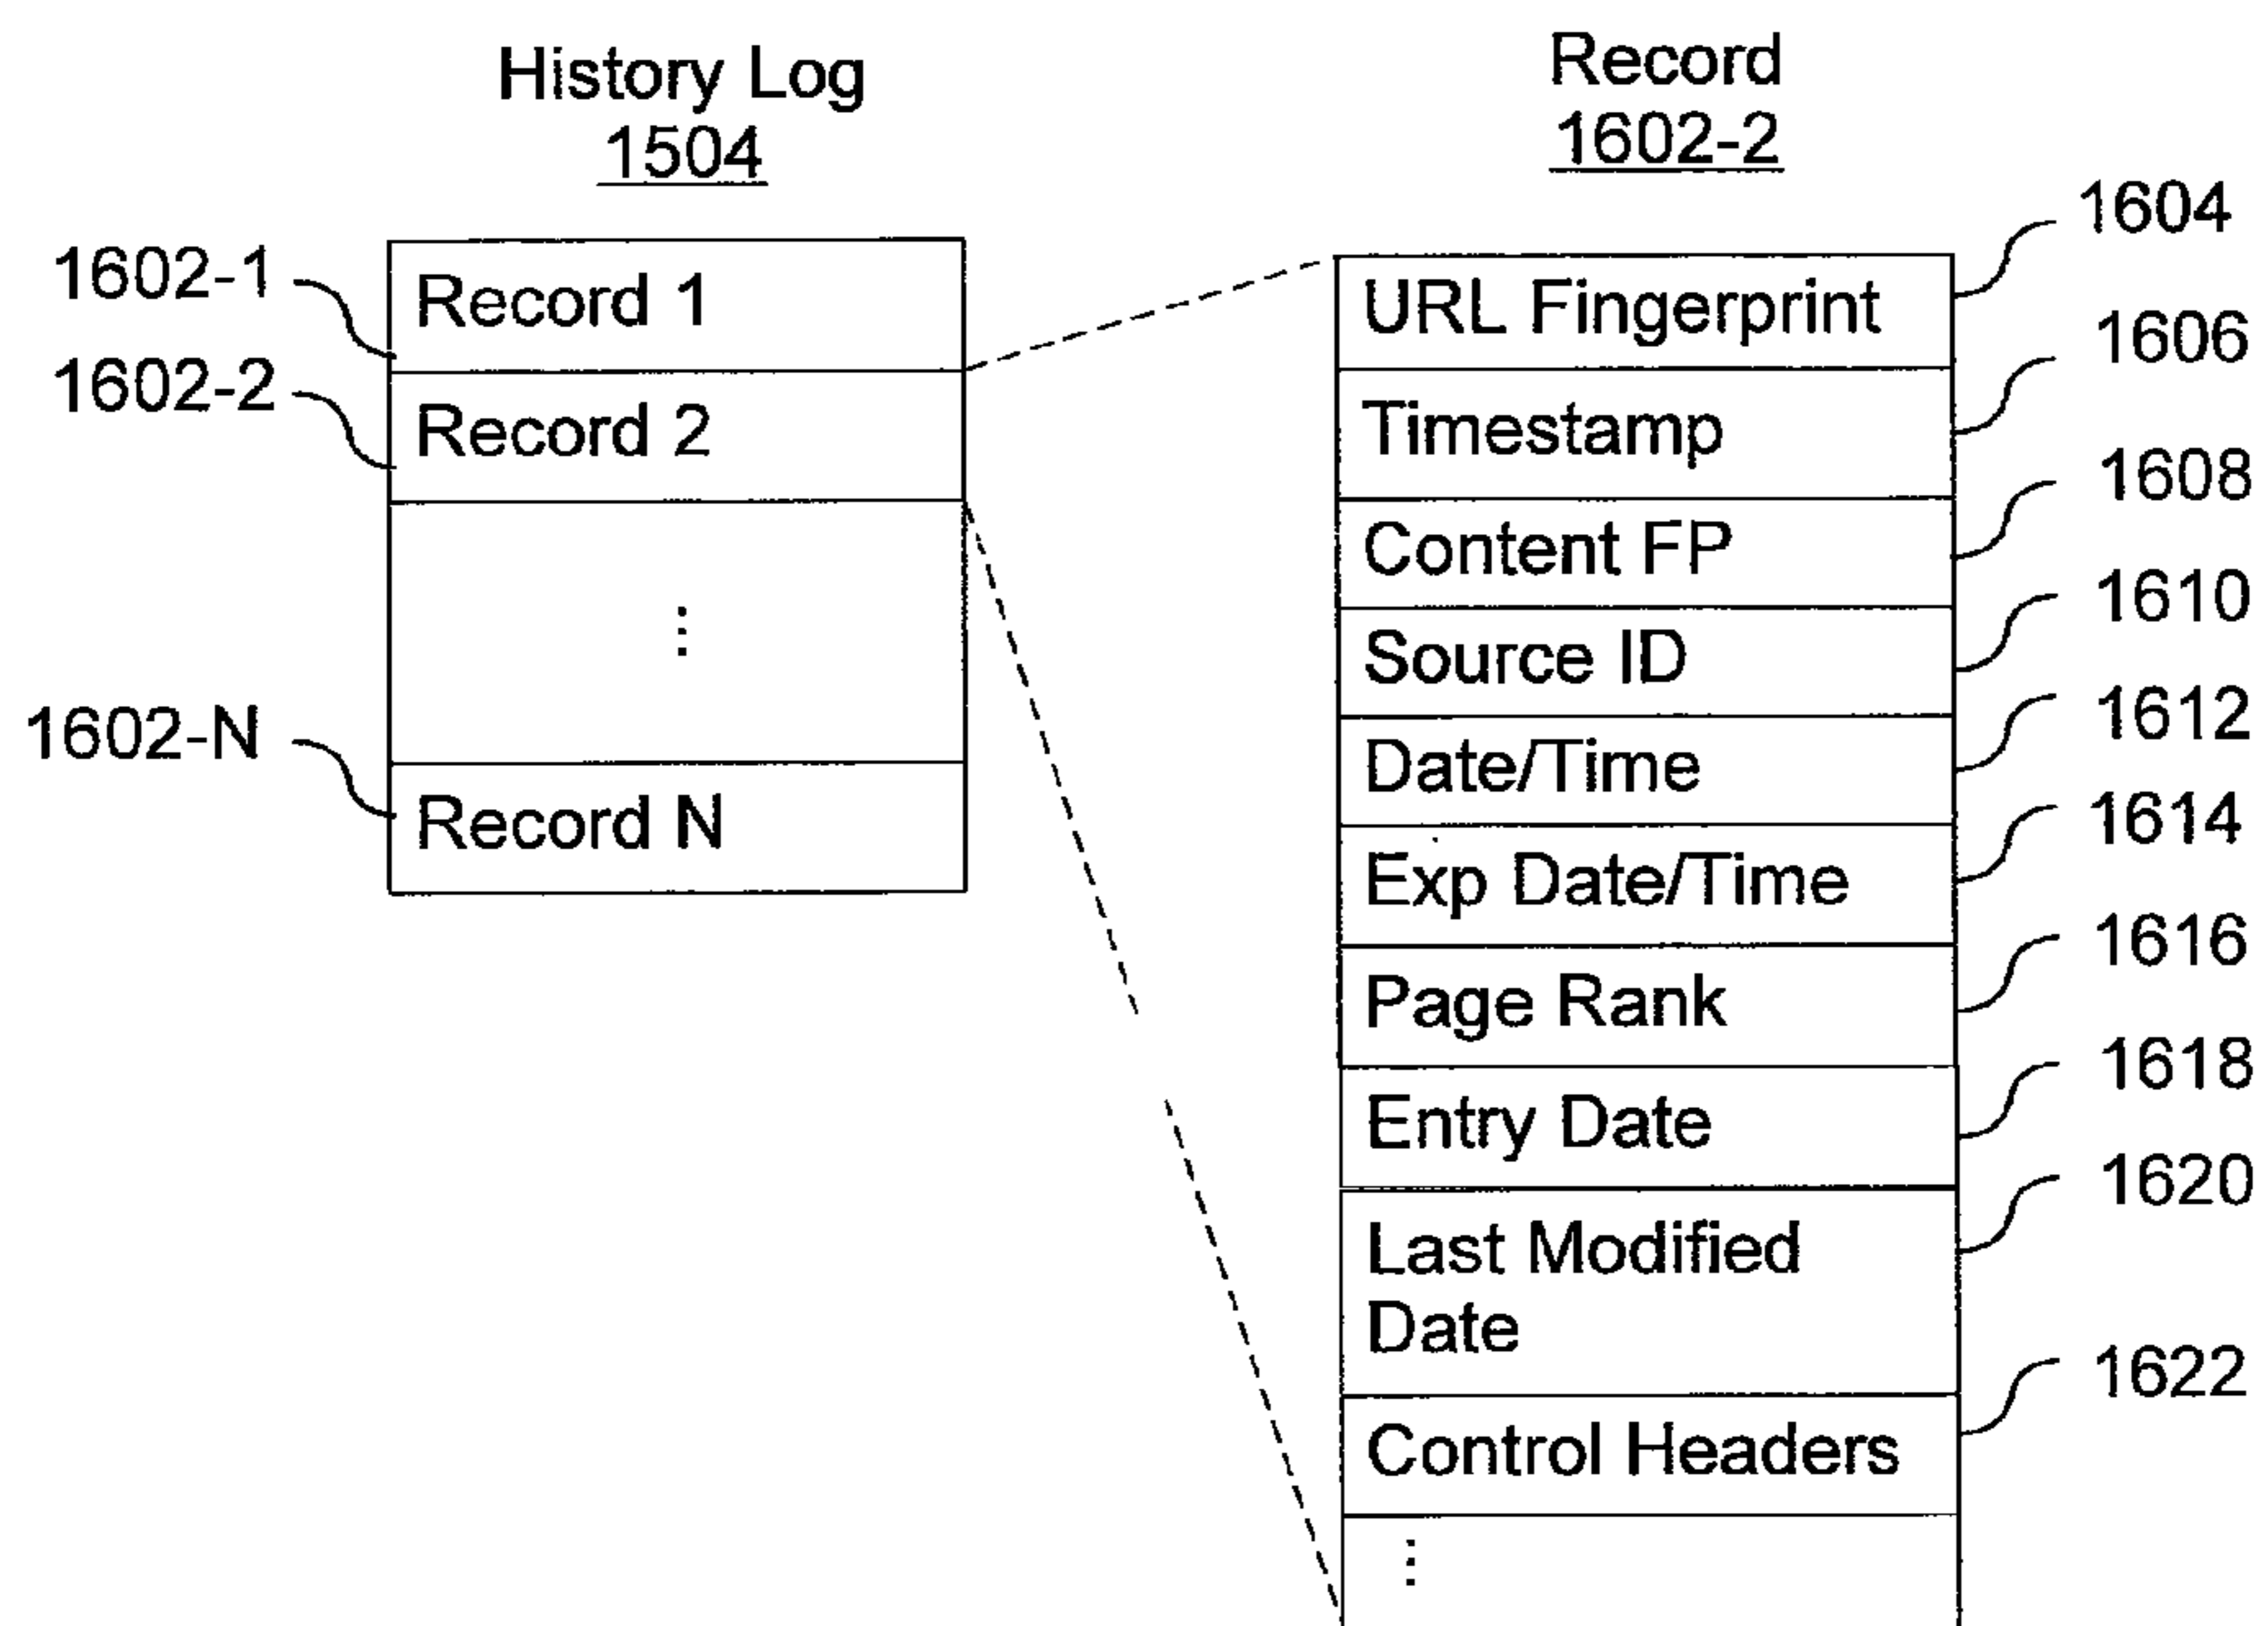 History Log
1504
1602-1
Record 1
1602-2
Record 2
⋮
1602-N
Record N
Record
1602-2
URL Fingerprint
1604
Timestamp
1606
Content FP
1608
Source ID
1610
Date/Time
1612
Exp Date/Time
1614
Page Rank
1616
Entry Date
1618
Last Modified
Date
1620
Control Headers
1622
⋮